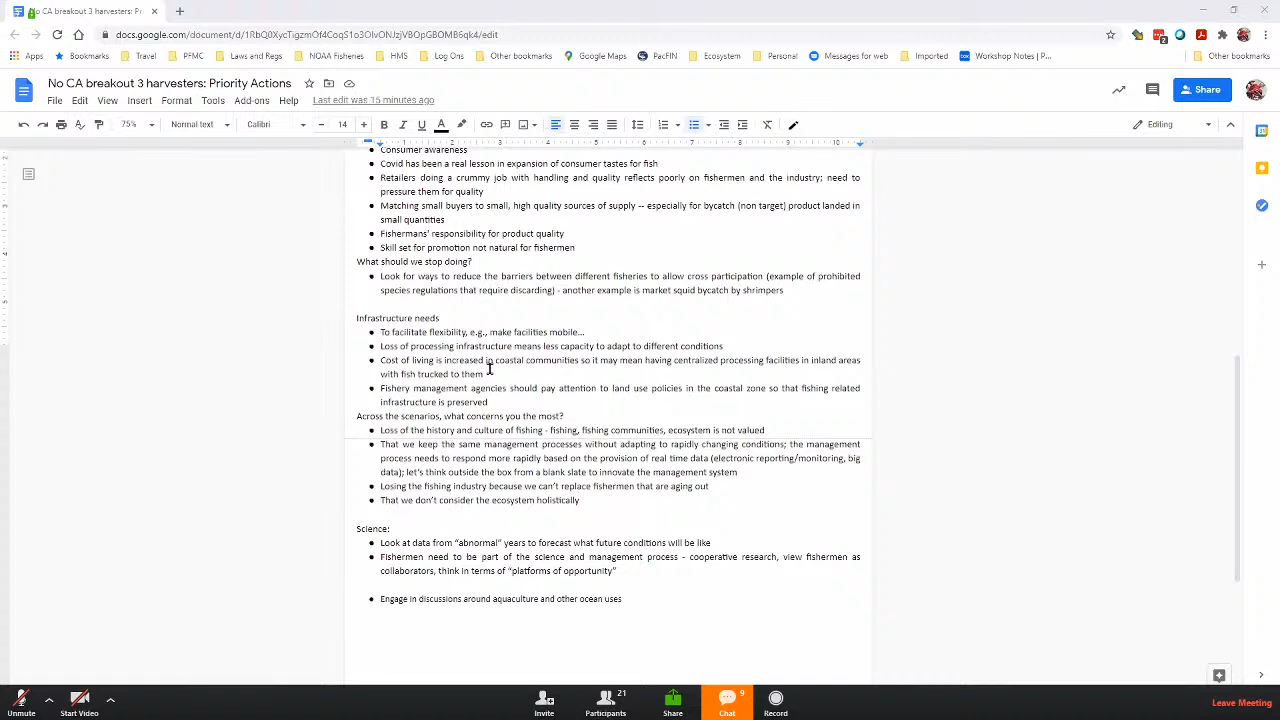 No CA breakout 3 harvesters: Pri
docs.google.com/document/d/1RbQ0XycTigzmOf4CoqS1o3OlvONJzjVBOpGBOMB6qk4/edit
Apps Bookmarks Travel PFMC Laws and Regs NOAA Fisheries HMS Log Ons Other bookmarks Google Maps PacFIN Ecosystem Personal Messages for web Imported Workshop Notes | P... Other bookmarks
No CA breakout 3 harvesters: Priority Actions
Share
File Edit View Insert Format Tools Add-ons Help Last edit was 15 minutes ago
75% Normal text Calibri 14 Editing
Consumer awareness
Covid has been a real lesson in expansion of consumer tastes for fish
Retailers doing a crummy job with handling and quality reflects poorly on fishermen and the industry; need to
pressure them for quality
Matching small buyers to small, high quality sources of supply -- especially for bycatch (non target) product landed in
small quantities
Fishermans' responsibility for product quality
Skill set for promotion not natural for fishermen
What should we stop doing?
Look for ways to reduce the barriers between different fisheries to allow cross participation (example of prohibited
species regulations that require discarding) - another example is market squid bycatch by shrimpers
Infrastructure needs
To facilitate flexibility, e.g., make facilities mobile...
Loss of processing infrastructure means less capacity to adapt to different conditions
Cost of living is increased in coastal communities so it may mean having centralized processing facilities in inland areas
with fish trucked to them
Fishery management agencies should pay attention to land use policies in the coastal zone so that fishing related
infrastructure is preserved
Across the scenarios, what concerns you the most?
Loss of the history and culture of fishing - fishing, fishing communities, ecosystem is not valued
That we keep the same management processes without adapting to rapidly changing conditions; the management
process needs to respond more rapidly based on the provision of real time data (electronic reporting/monitoring, big
data); let's think outside the box from a blank slate to innovate the management system
Losing the fishing industry because we can't replace fishermen that are aging out
That we don't consider the ecosystem holistically
Science:
Look at data from "abnormal" years to forecast what future conditions will be like
Fishermen need to be part of the science and management process - cooperative research, view fishermen as
collaborators, think in terms of "platforms of opportunity"
Engage in discussions around aquaculture and other ocean uses
Unmute Start Video Invite Participants 21 Share Chat 9 Record Leave Meeting